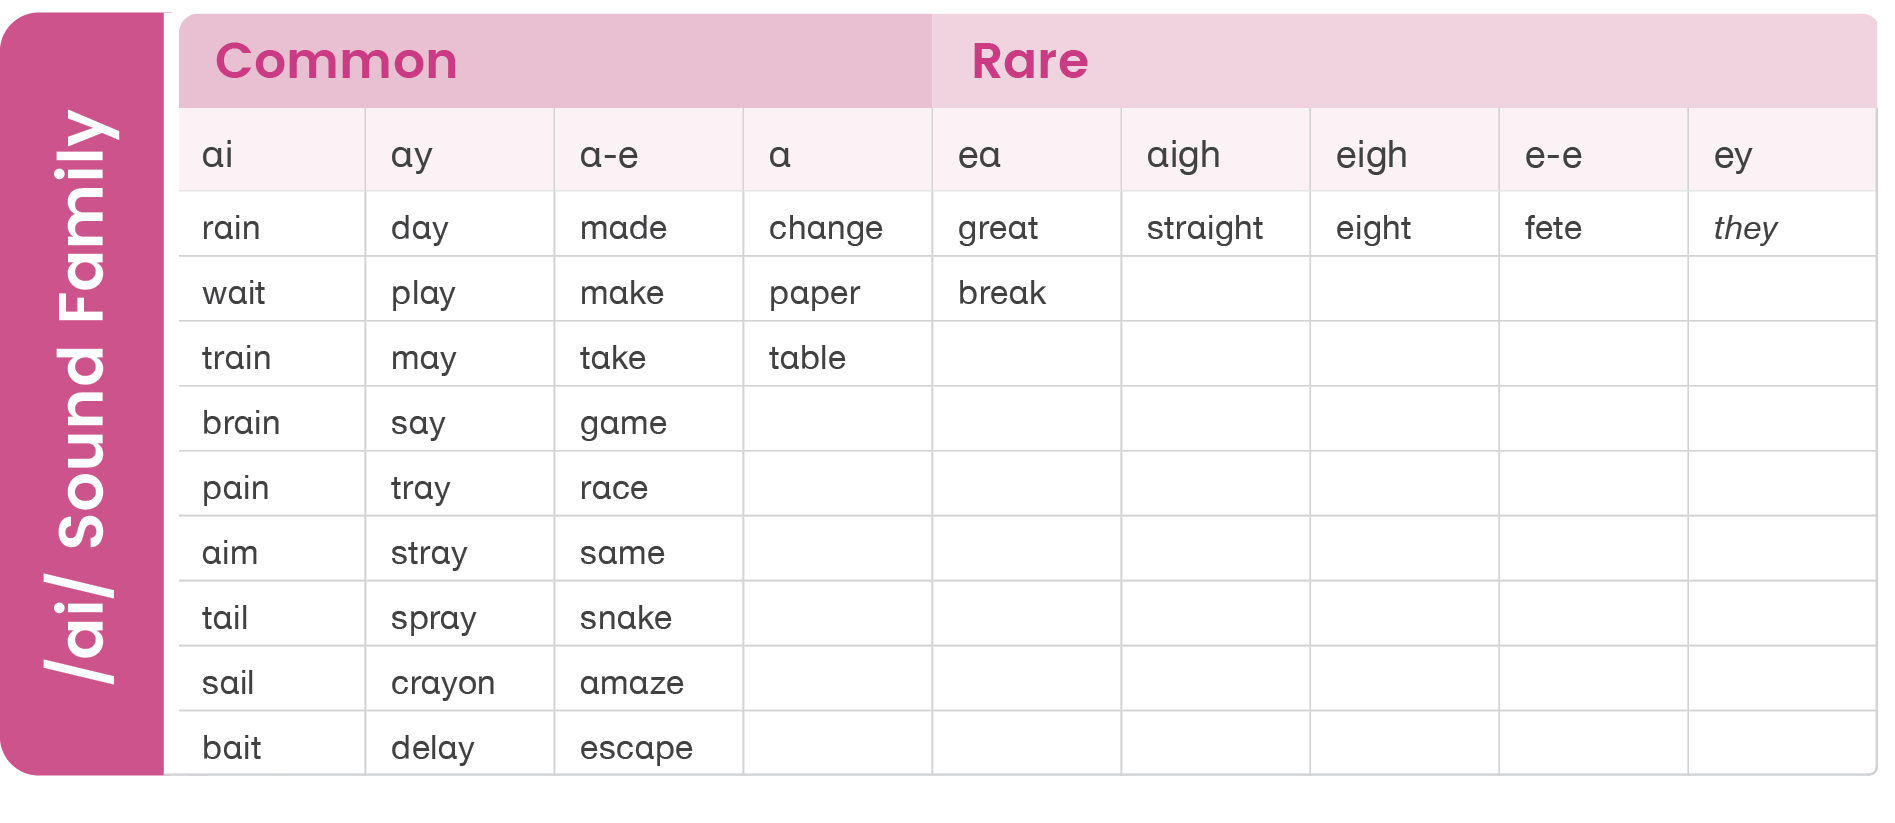 /ai/ Sound Family
Common Rare
ai ay a-e a ea aigh eigh e-e ey
rain day made change great straight eight fete they
wait play make paper break
train may take table
brain say game
pain tray race
aim stray same
tail spray snake
sail crayon amaze
bait delay escape